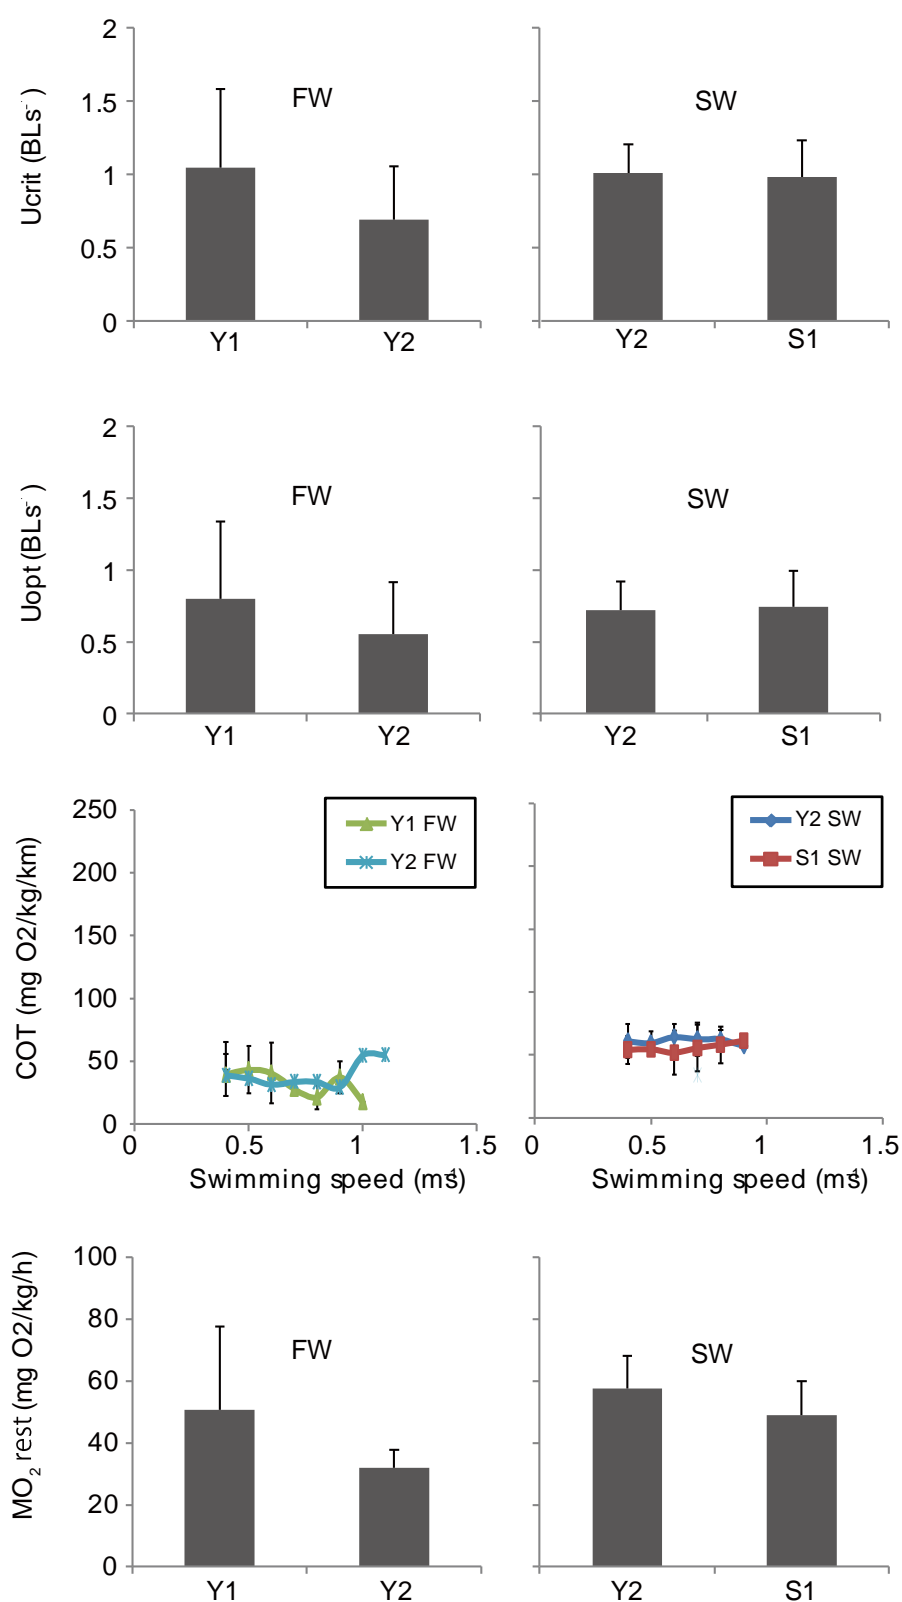 Ucrit (BLs-1)
2
1.5
1
0.5
0
FW
Y1 Y2
SW
Y2 S1
Uopt (BLs-1)
2
1.5
1
0.5
0
FW
Y1 Y2
SW
Y2 S1
COT (mg O2/kg/km)
250
200
150
100
50
0
Y1 FW
Y2 FW
0 0.5 1 1.5
Swimming speed (ms-1)
Y2 SW
S1 SW
0 0.5 1 1.5
Swimming speed (ms-1)
MO2 rest (mg O2/kg/h)
100
80
60
40
20
0
FW
Y1 Y2
SW
Y2 S1